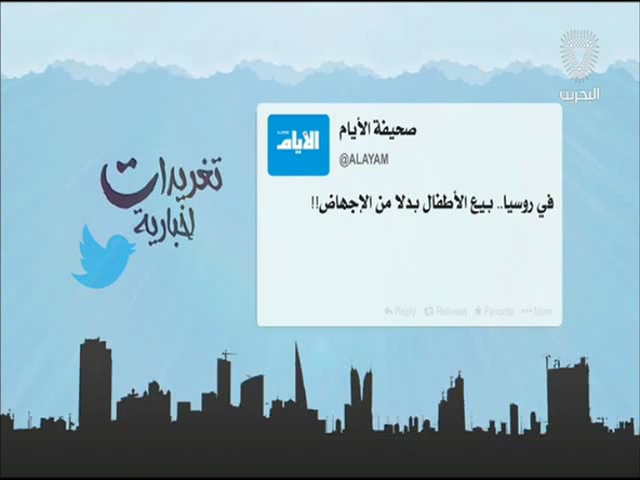 البحرين
صحيفة الأيام
الأيام
@ALAYAM
تغريدات
إخبارية
في روسيا.. بيع الأطفال بدلا من الإجهاض!!
Reply Retweet Favorite More